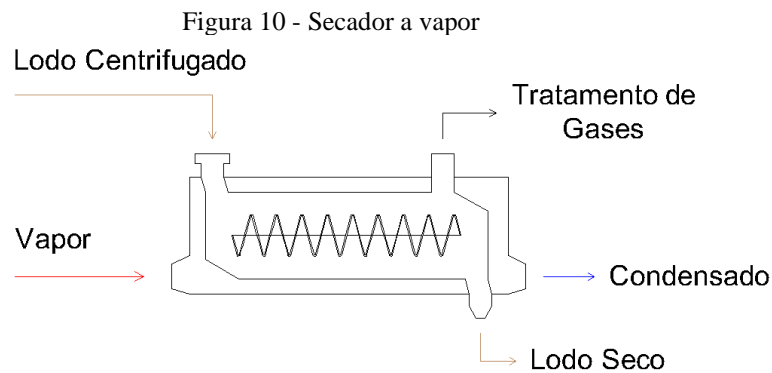 Figura 10 - Secador a vapor
Lodo Centrifugado
Tratamento de
Gases
Vapor
Condensado
Lodo Seco